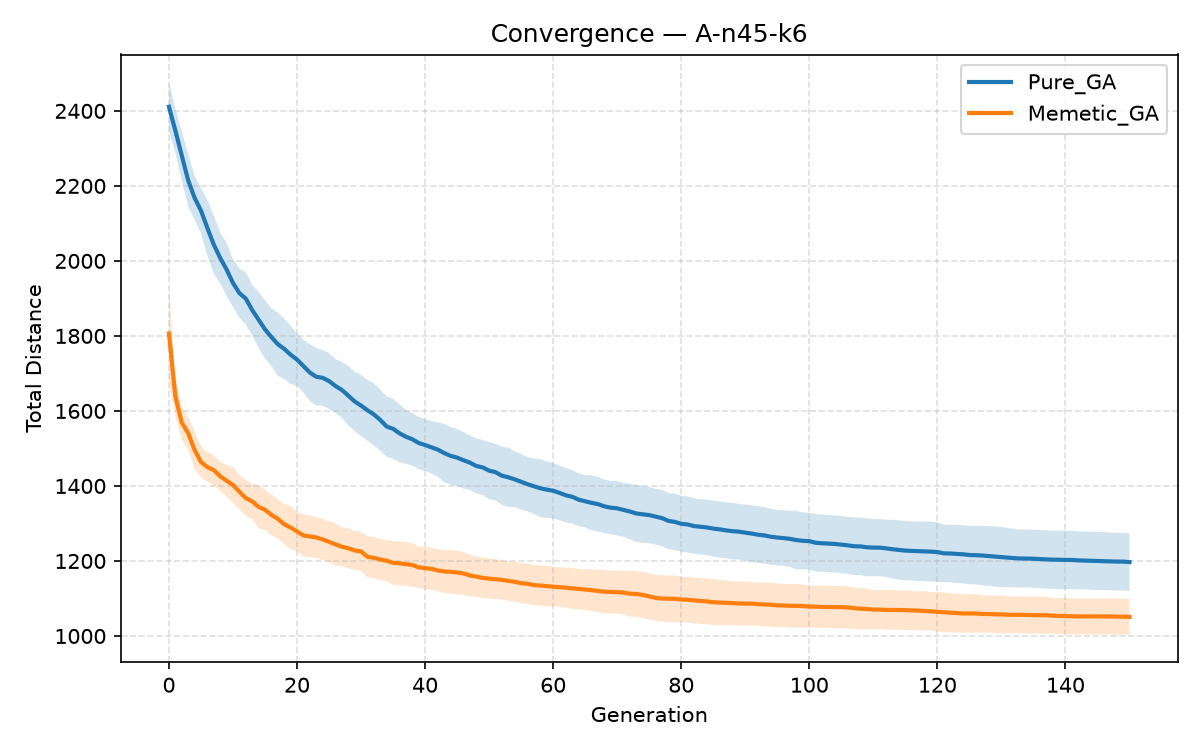 Convergence — A-n45-k6
Pure_GA
Memetic_GA
Total Distance
2400
2200
2000
1800
1600
1400
1200
1000
0 20 40 60 80 100 120 140
Generation